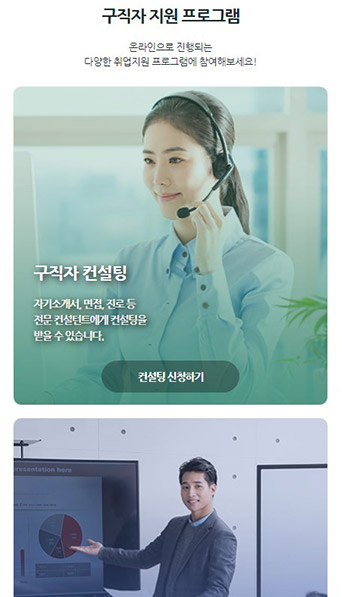 구직자 지원 프로그램
온라인으로 진행되는
다양한 취업지원 프로그램에 참여해보세요!
구직자 컨설팅
자기소개서, 면접, 진로 등
전문 컨설턴트에게 컨설팅을
받을 수 있습니다.
컨설팅 신청하기
presentation here